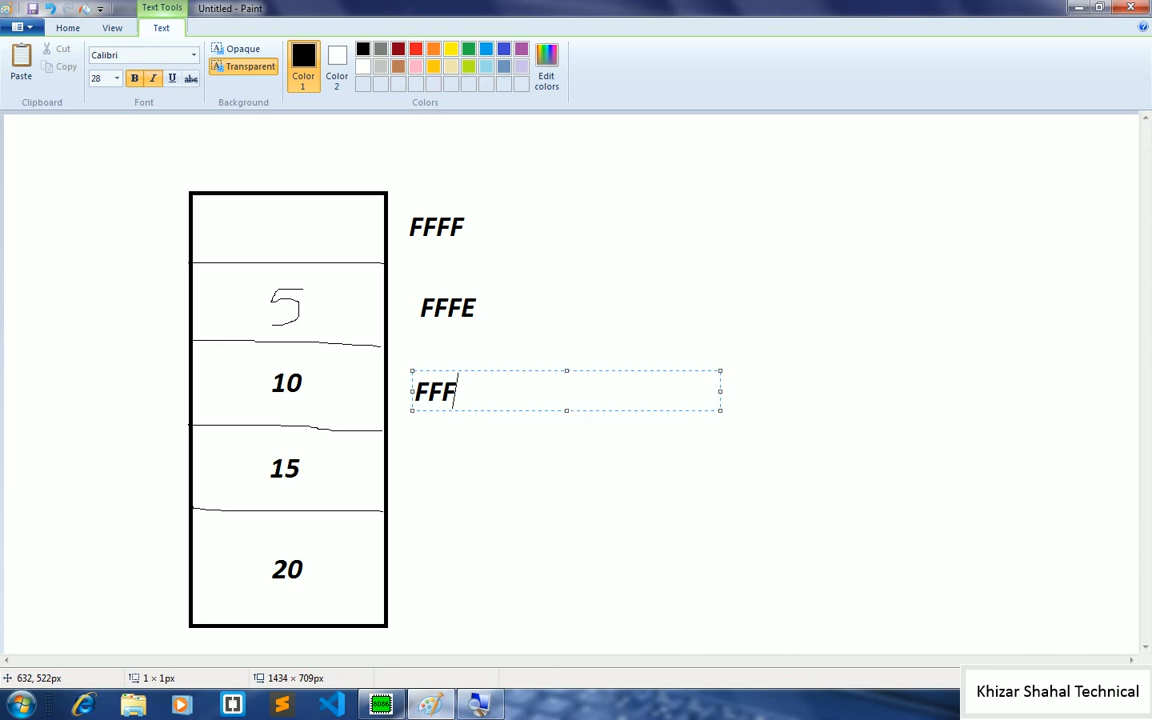 Text Tools
Untitled - Paint
Home
View
Text
Paste
Cut
Copy
Clipboard
Calibri
28
B
I
U
abc
Font
Opaque
Transparent
Background
Color 1
Color 2
Edit colors
Colors
FFFF
5
FFFE
10
FFF
15
20
632, 522px
1 × 1px
1434 × 709px
8086
Khizar Shahal Technical